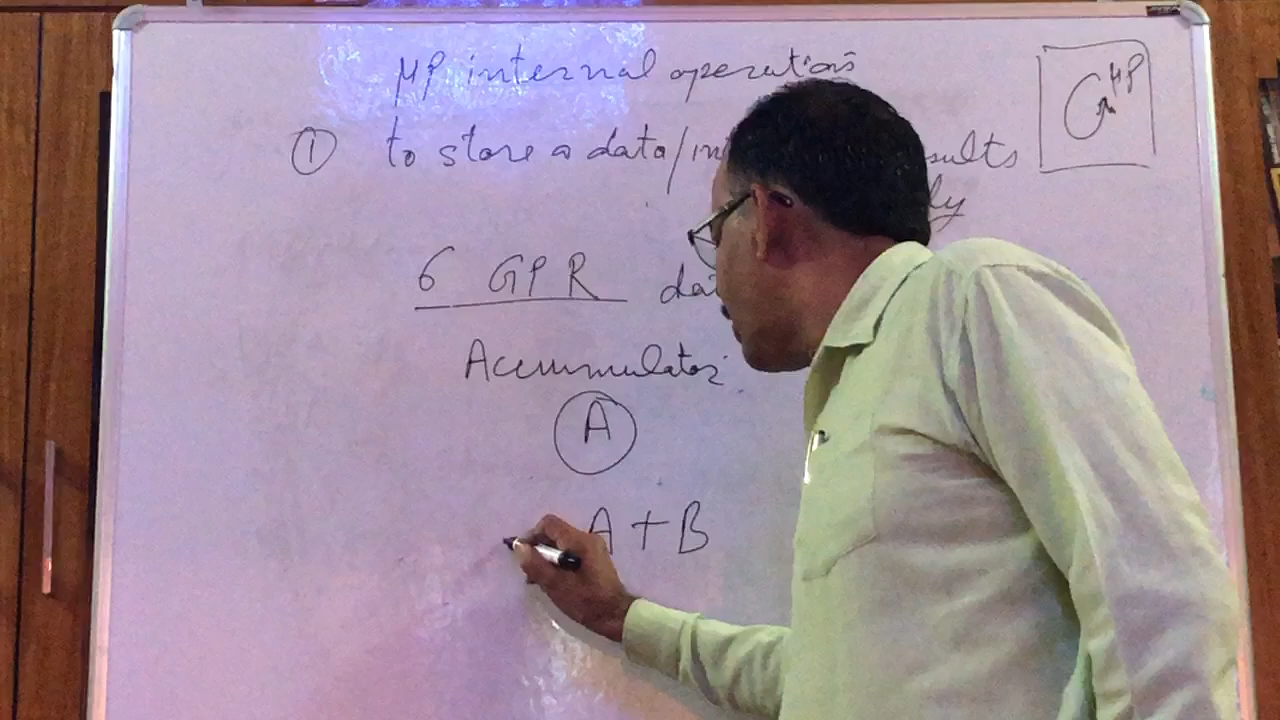 μP internal operations
μP
① to store a data/in sults
ly
6 GPR da
Accumulator
A
A + B